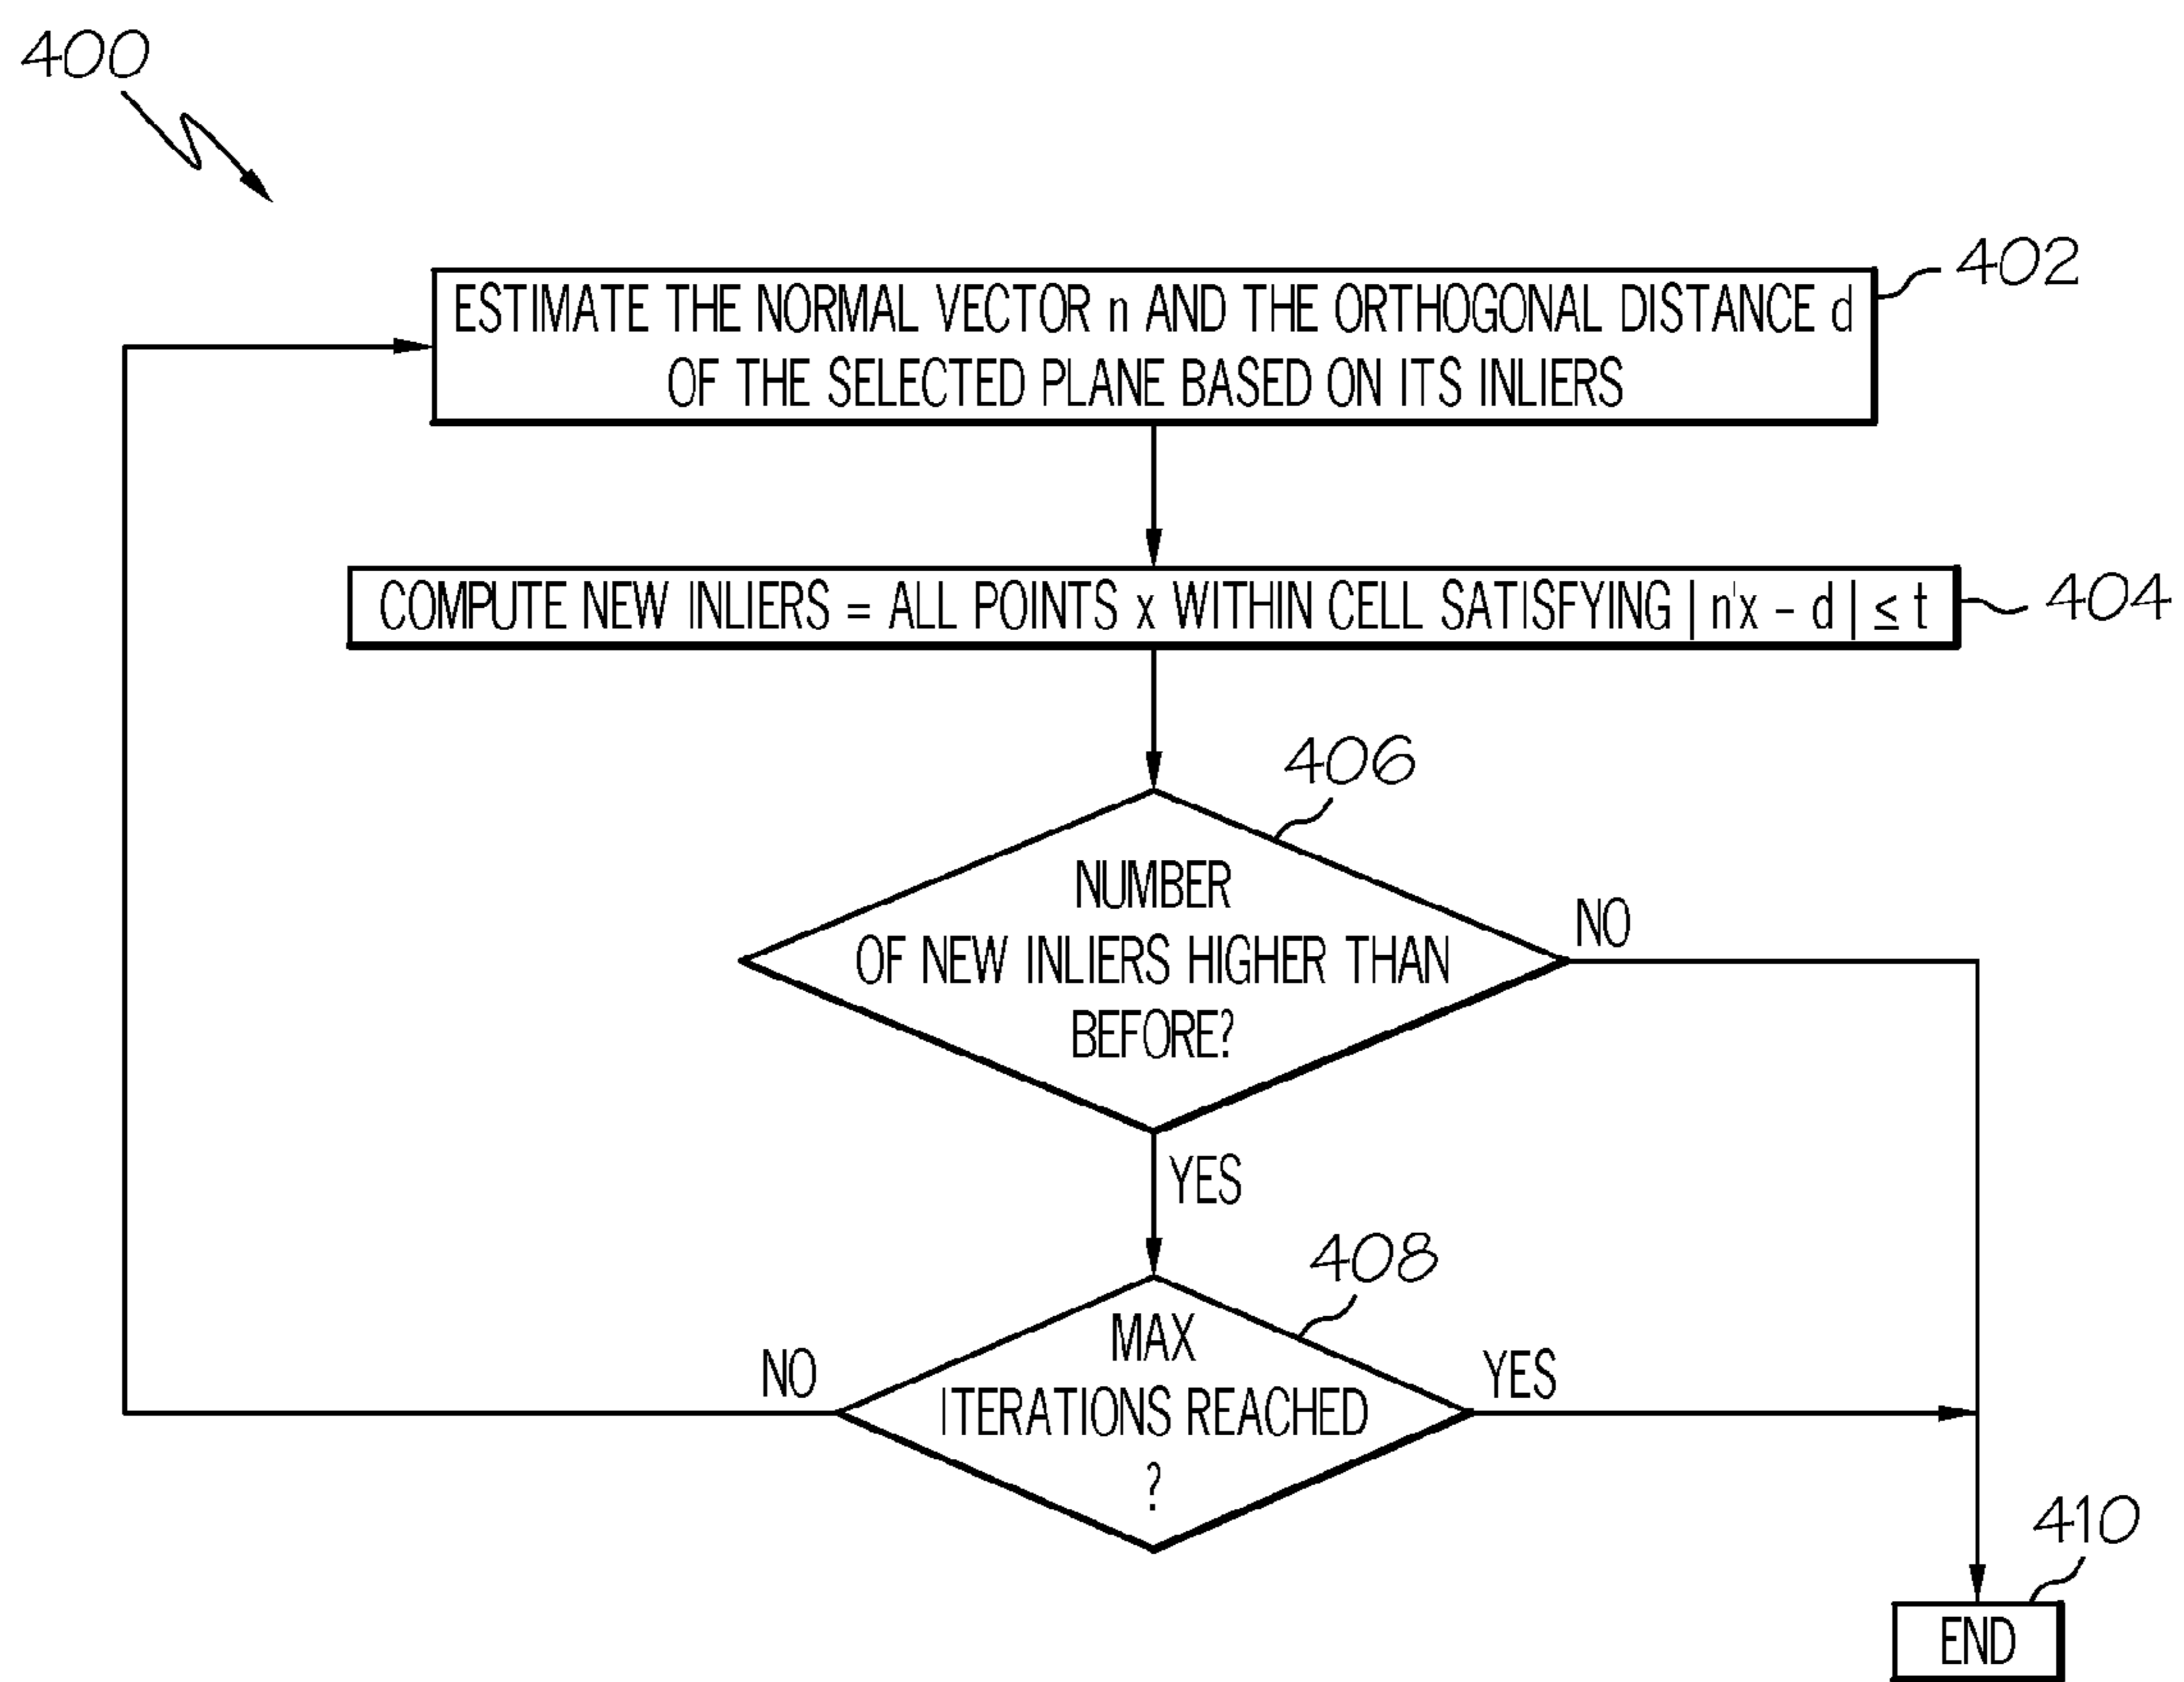 400
402
ESTIMATE THE NORMAL VECTOR n AND THE ORTHOGONAL DISTANCE d
OF THE SELECTED PLANE BASED ON ITS INLIERS
COMPUTE NEW INLIERS = ALL POINTS x WITHIN CELL SATISFYING | n'x - d | ≤ t
404
406
NUMBER
OF NEW INLIERS HIGHER THAN
BEFORE?
NO
YES
408
MAX
ITERATIONS REACHED
?
NO
YES
410
END